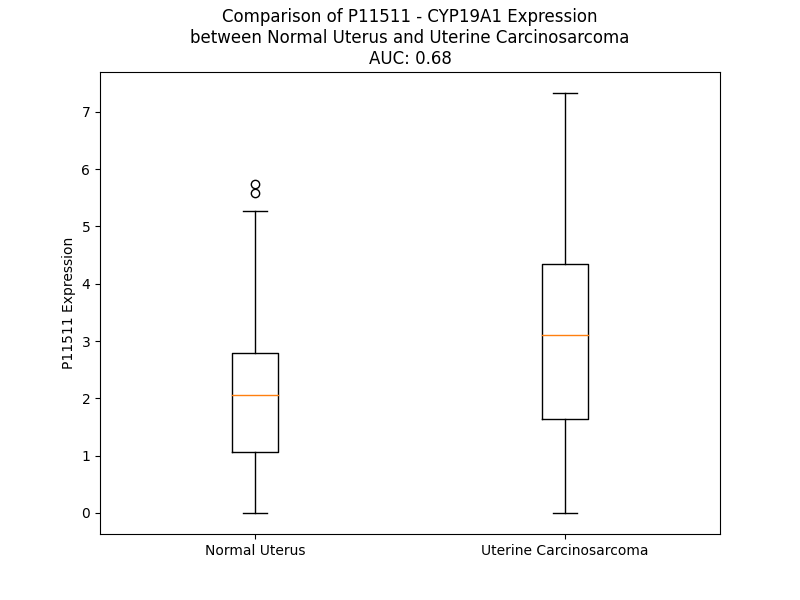 Comparison of P11511 - CYP19A1 Expression
between Normal Uterus and Uterine Carcinosarcoma
AUC: 0.68
P11511 Expression
7
6
5
4
3
2
1
0
Normal Uterus
Uterine Carcinosarcoma